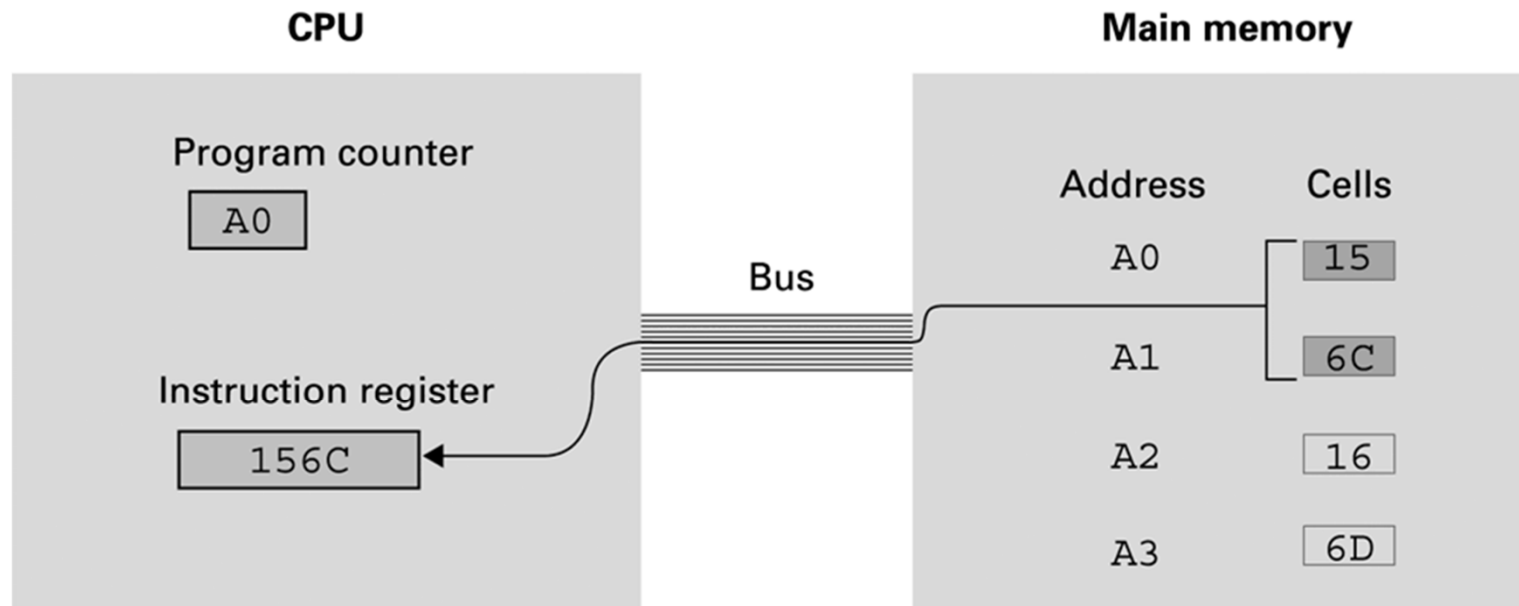 CPU
Main memory
Program counter
A0
Instruction register
156C
Bus
Address Cells
A0 15
A1 6C
A2 16
A3 6D